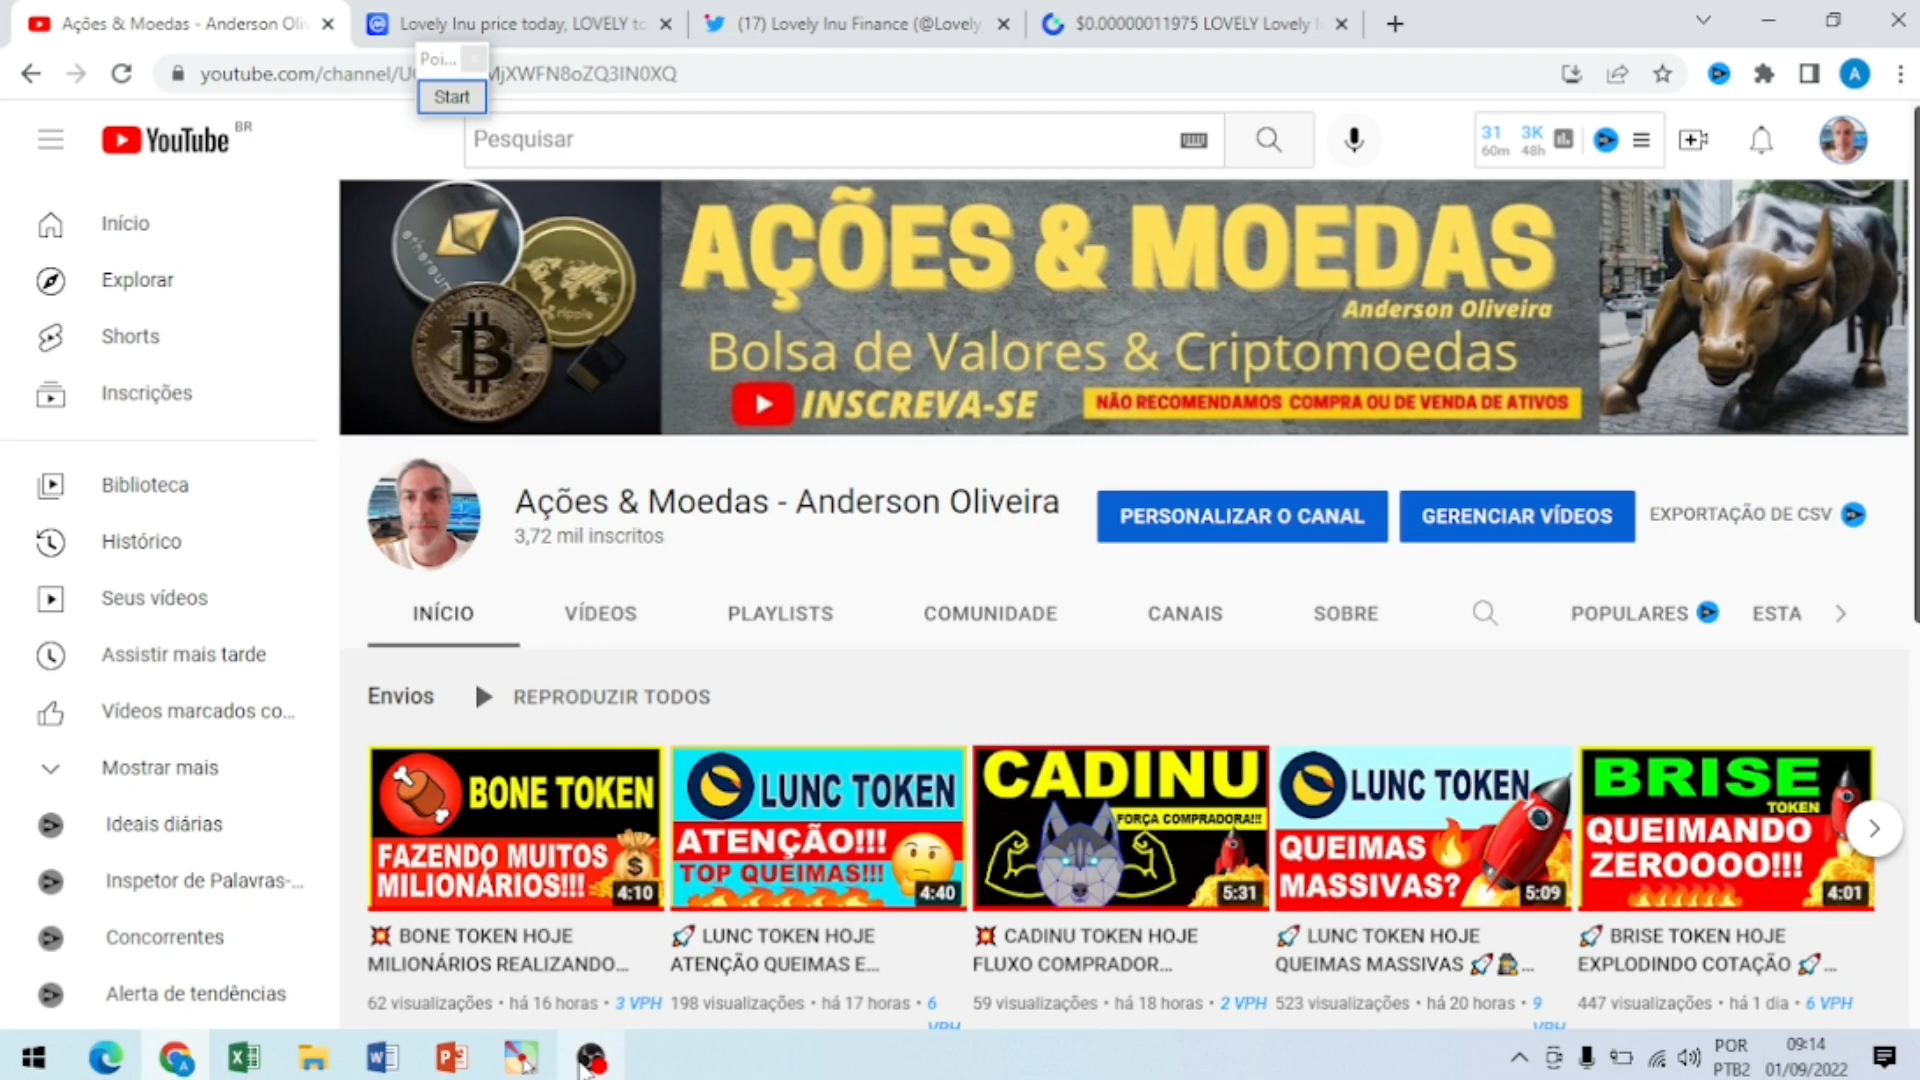 Ações & Moedas - Anderson Oliv
Lovely Inu price today, LOVELY to
(17) Lovely Inu Finance (@Lovely
$0.00000011975 LOVELY Lovely I
Poi...
Start
youtube.com/channel/U
MjXWFN8oZQ3IN0XQ
A
YouTube BR
Pesquisar
31 3K
60m 48h
Início
Explorar
Shorts
Inscrições
Biblioteca
Histórico
Seus vídeos
Assistir mais tarde
Vídeos marcados co...
Mostrar mais
Ideais diárias
Inspetor de Palavras-...
Concorrentes
Alerta de tendências
AÇÕES & MOEDAS
Anderson Oliveira
Bolsa de Valores & Criptomoedas
INSCREVA-SE
NÃO RECOMENDAMOS COMPRA OU DE VENDA DE ATIVOS
ethereum
ripple
Ações & Moedas - Anderson Oliveira
3,72 mil inscritos
PERSONALIZAR O CANAL
GERENCIAR VÍDEOS
EXPORTAÇÃO DE CSV
INÍCIO
VÍDEOS
PLAYLISTS
COMUNIDADE
CANAIS
SOBRE
POPULARES
ESTA
Envios
REPRODUZIR TODOS
BONE TOKEN
FAZENDO MUITOS
MILIONÁRIOS!!!
$
4:10
LUNC TOKEN
ATENÇÃO!!!
TOP QUEIMAS!!!
4:40
CADINU
FORÇA COMPRADORA!!!
5:31
LUNC TOKEN
QUEIMAS
MASSIVAS?
5:09
BRISE
TOKEN
QUEIMANDO
ZEROOOO!!!
4:01
💥 BONE TOKEN HOJE
MILIONÁRIOS REALIZANDO...
62 visualizações • há 16 horas • 3 VPH
🚀 LUNC TOKEN HOJE
ATENÇÃO QUEIMAS E...
198 visualizações • há 17 horas • 6
VPH
💥 CADINU TOKEN HOJE
FLUXO COMPRADOR...
59 visualizações • há 18 horas • 2 VPH
🚀 LUNC TOKEN HOJE
QUEIMAS MASSIVAS 🚀...
523 visualizações • há 20 horas • 9
VPH
🚀 BRISE TOKEN HOJE
EXPLODINDO COTAÇÃO 🚀...
447 visualizações • há 1 dia • 6 VPH
POR
PTB2
09:14
01/09/2022